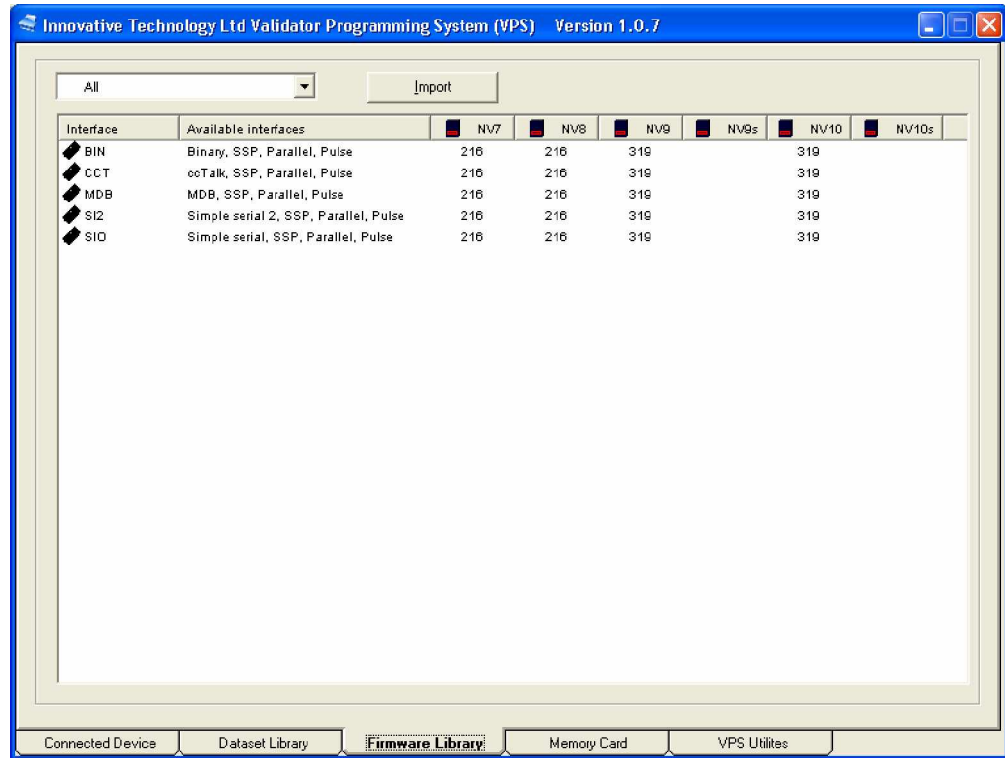 Innovative Technology Ltd Validator Programming System (VPS) Version 1.0.7
All Import
Interface Available interfaces NV7 NV8 NV9 NV9s NV10 NV10s
BIN Binary, SSP, Parallel, Pulse 216 216 319 319
CCT ccTalk, SSP, Parallel, Pulse 216 216 319 319
MDB MDB, SSP, Parallel, Pulse 216 216 319 319
SI2 Simple serial 2, SSP, Parallel, Pulse 216 216 319 319
SIO Simple serial, SSP, Parallel, Pulse 216 216 319 319
Connected Device Dataset Library Firmware Library Memory Card VPS Utilites